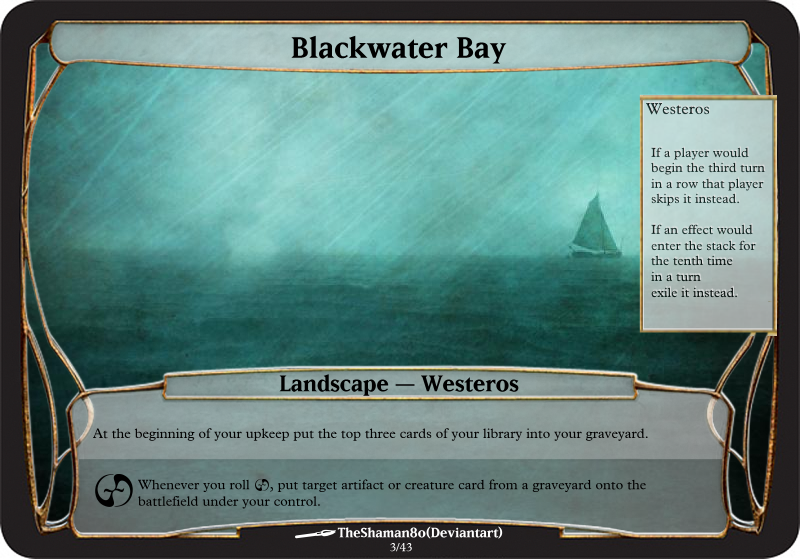 Blackwater Bay
Westeros
If a player would
begin the third turn
in a row that player
skips it instead.
If an effect would
enter the stack for
the tenth time
in a turn
exile it instead.
Landscape — Westeros
At the beginning of your upkeep put the top three cards of your library into your graveyard.
Whenever you roll , put target artifact or creature card from a graveyard onto the
battlefield under your control.
TheShaman80(Deviantart)
3/43